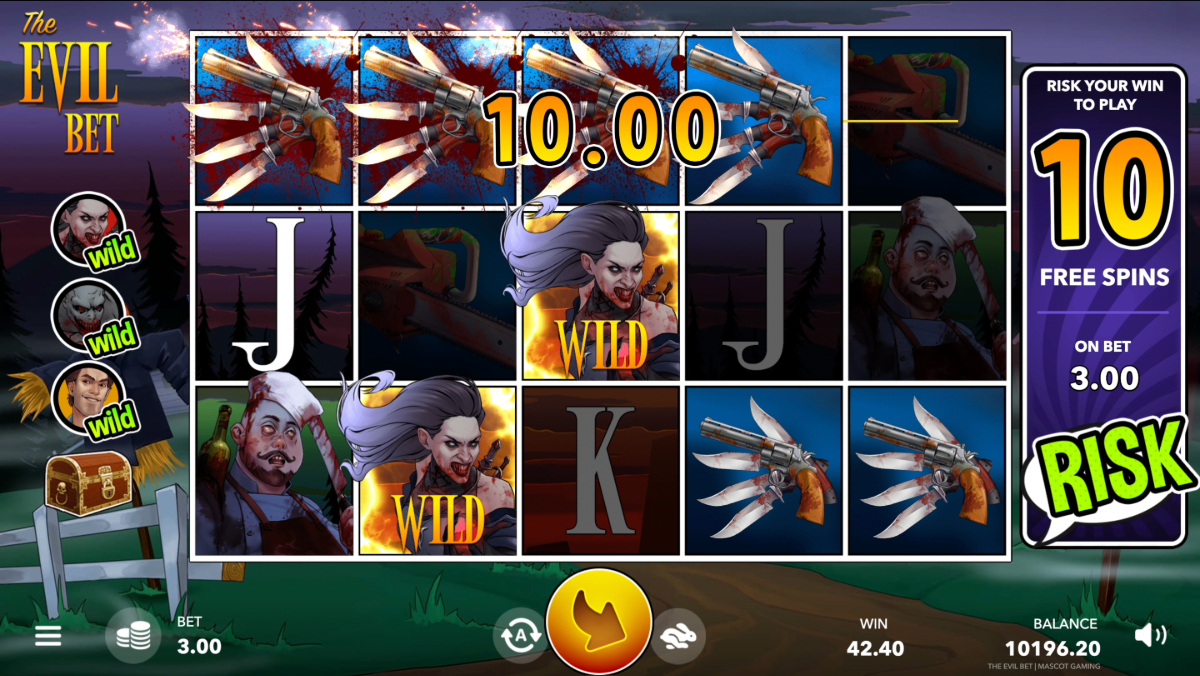 The
EVIL
BET
wild
wild
wild
10.00
J
WILD
J
WILD
K
RISK YOUR WIN
TO PLAY
10
FREE SPINS
ON BET
3.00
RISK
BET
3.00
A
WIN
42.40
BALANCE
10196.20
THE EVIL BET | MASCOT GAMING